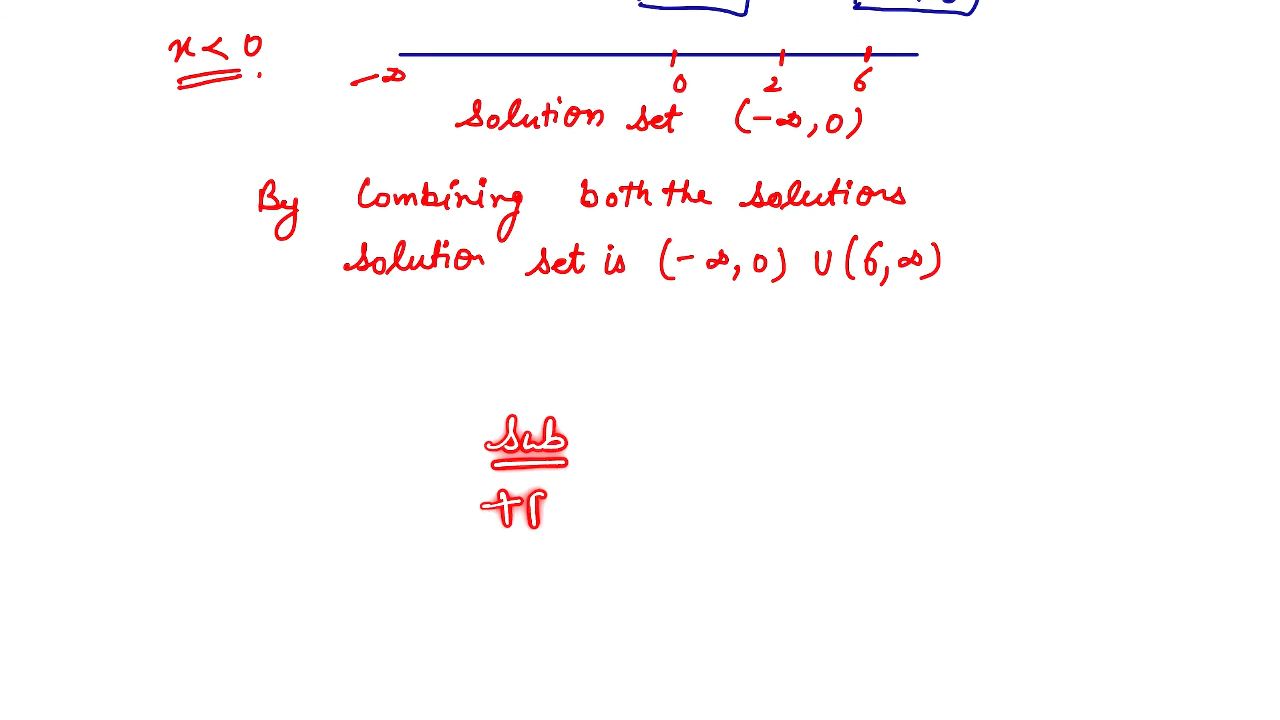 x < 0
-∞ 0 2 6
Solution set (-∞, 0)
By Combining both the solutions
solution set is (-∞, 0) ∪ (6, ∞)
Sub